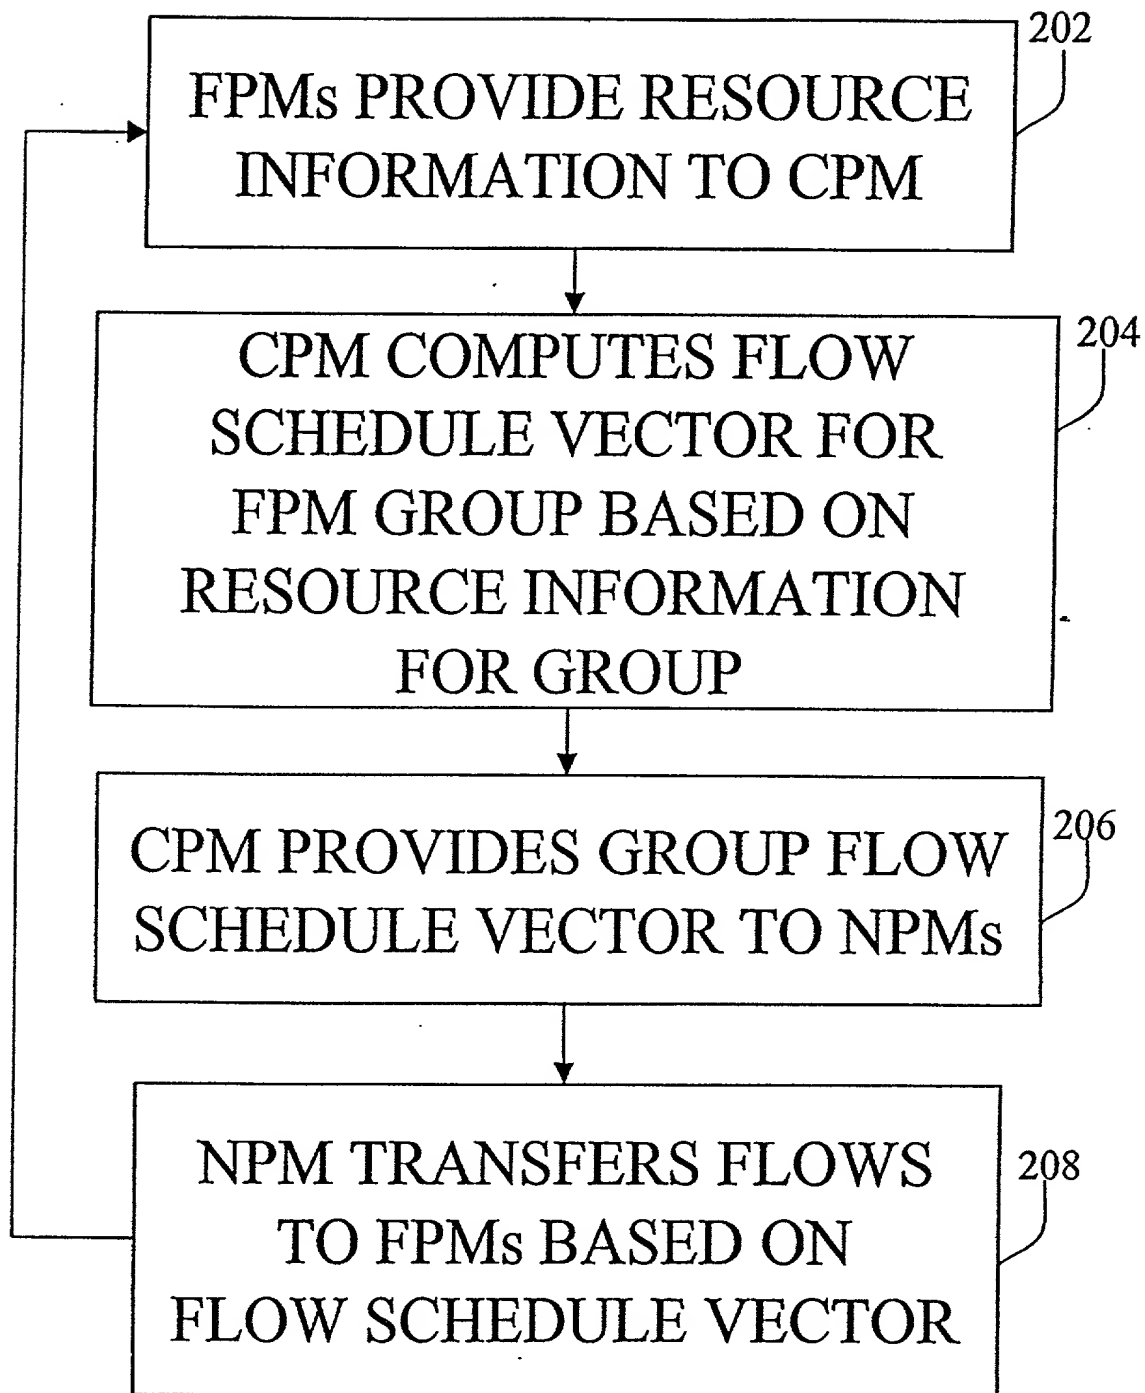 202
FPMs PROVIDE RESOURCE
INFORMATION TO CPM
204
CPM COMPUTES FLOW
SCHEDULE VECTOR FOR
FPM GROUP BASED ON
RESOURCE INFORMATION
FOR GROUP
206
CPM PROVIDES GROUP FLOW
SCHEDULE VECTOR TO NPMs
208
NPM TRANSFERS FLOWS
TO FPMs BASED ON
FLOW SCHEDULE VECTOR